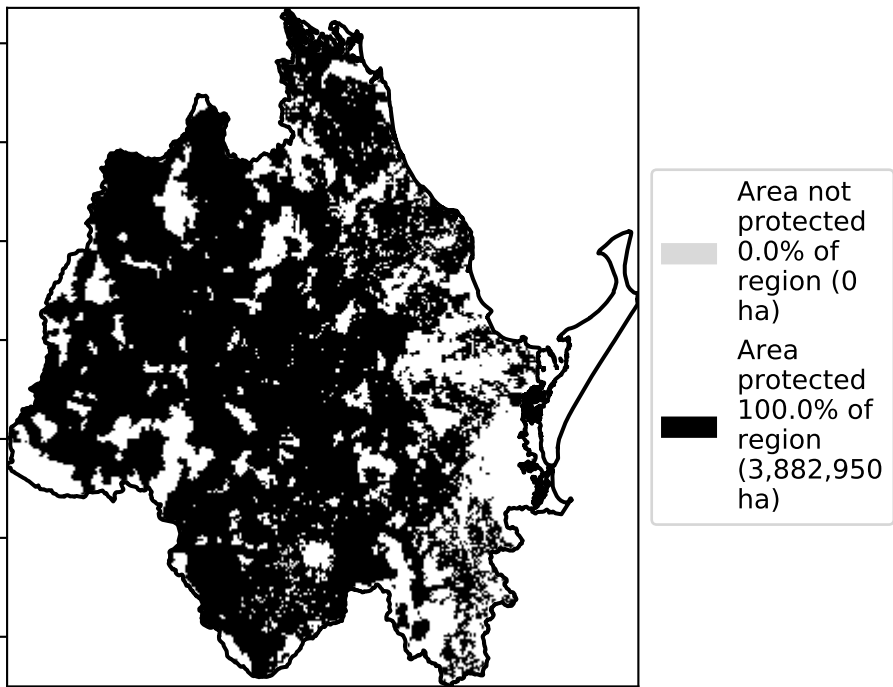 Area not
protected
0.0% of
region (0
ha)
Area
protected
100.0% of
region
(3,882,950
ha)